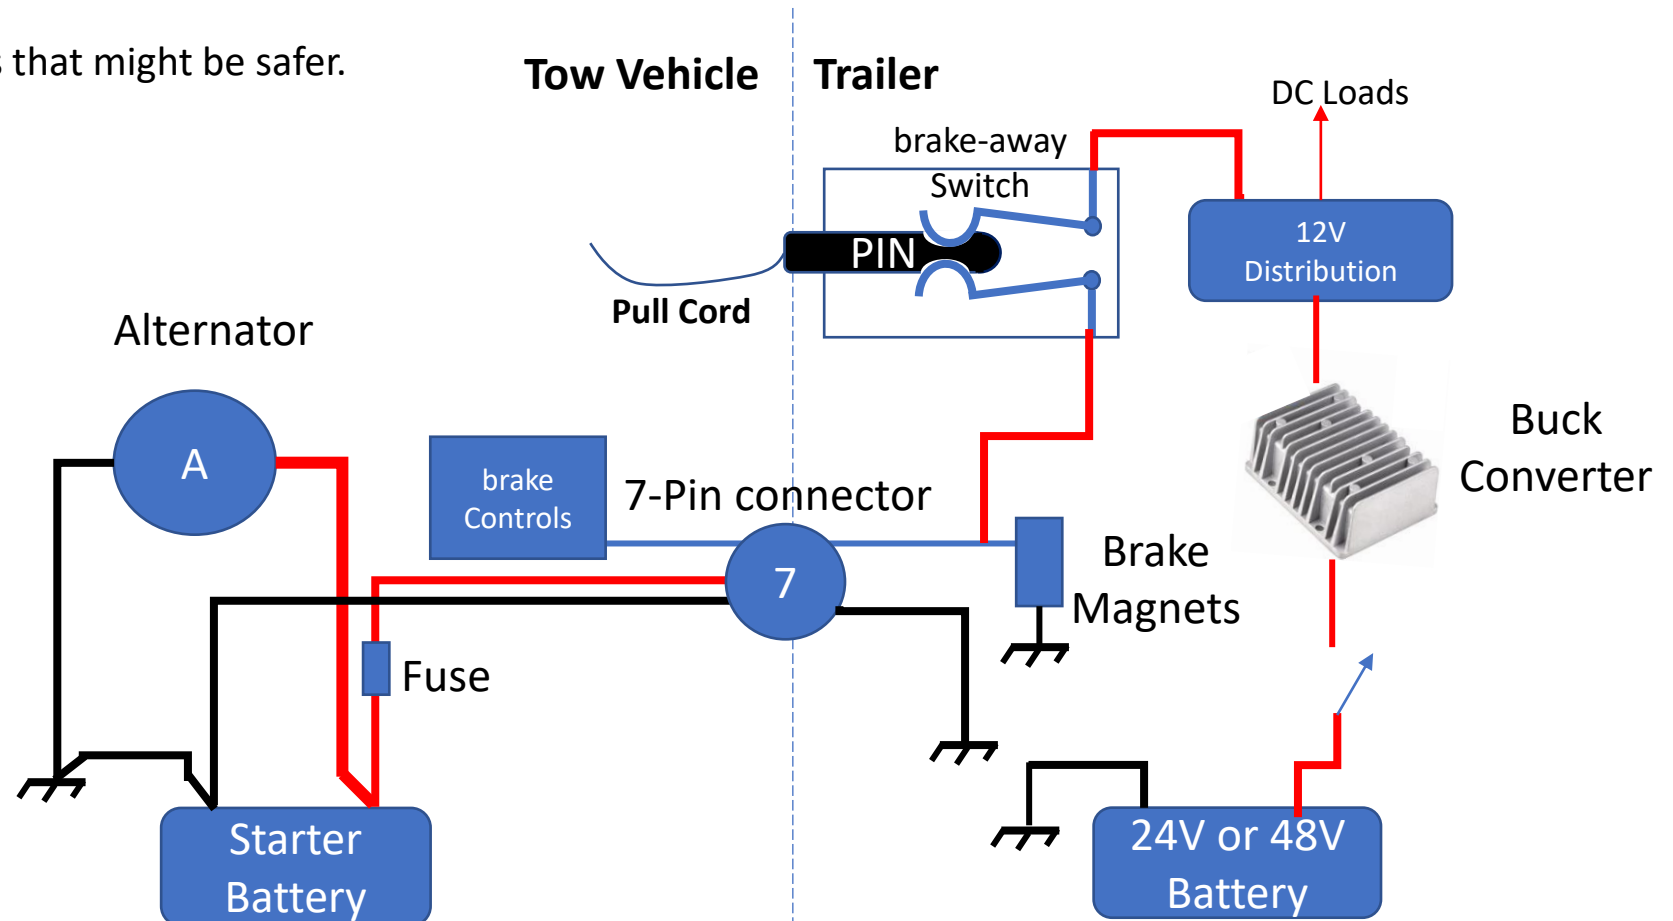 s that might be safer.
Tow Vehicle
Trailer
DC Loads
brake-away
Switch
12V
Distribution
PIN
Pull Cord
Alternator
A
brake
Controls
7-Pin connector
7
Buck
Converter
Brake
Magnets
Fuse
Starter
Battery
24V or 48V
Battery